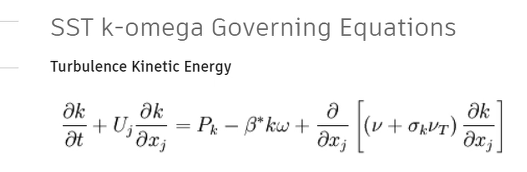 SST k-omega Governing Equations
Turbulence Kinetic Energy
∂k/∂t + U_j ∂k/∂x_j = P_k − β*kω + ∂/∂x_j [(ν + σ_k ν_T) ∂k/∂x_j]